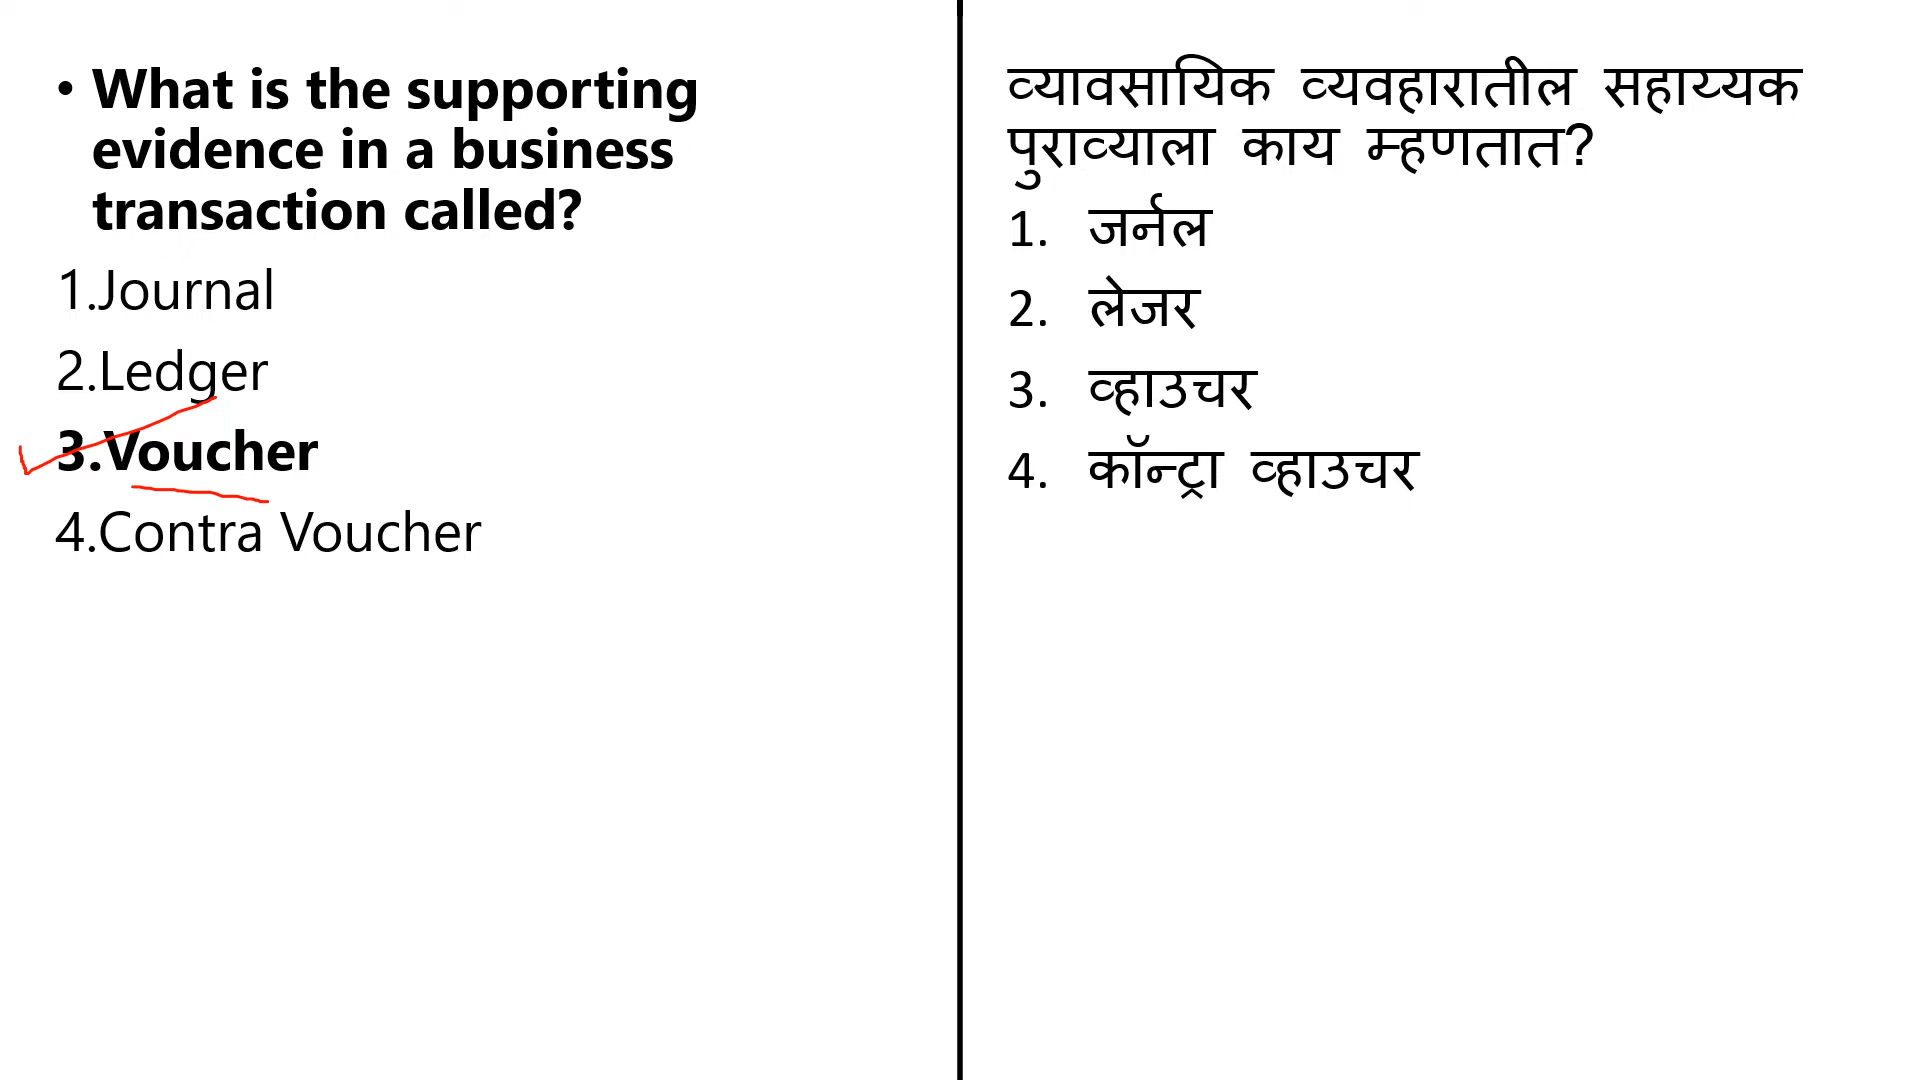 • What is the supporting
evidence in a business
transaction called?
1.Journal
2.Ledger
3.Voucher
4.Contra Voucher
व्यावसायिक व्यवहारातील सहाय्यक
पुराव्याला काय म्हणतात?
1. जर्नल
2. लेजर
3. व्हाउचर
4. कॉन्ट्रा व्हाउचर